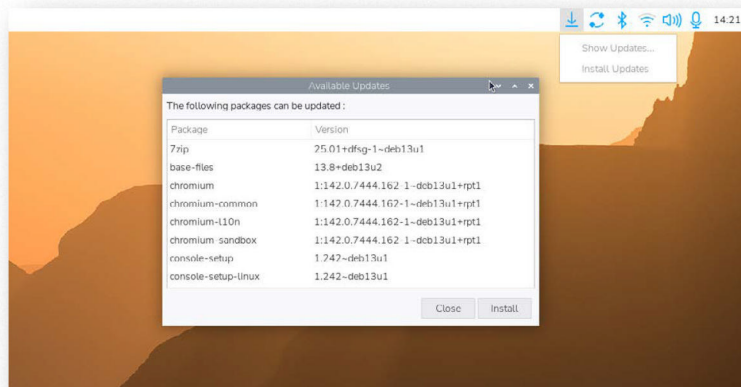 14:21
Show Updates...
Install Updates
Available Updates
The following packages can be updated :
Package Version
7zip 25.01+dfsg-1~deb13u1
base-files 13.8+deb13u2
chromium 1:142.0.7444.162-1~deb13u1+rpt1
chromium-common 1:142.0.7444.162-1~deb13u1+rpt1
chromium-l10n 1:142.0.7444.162-1~deb13u1+rpt1
chromium-sandbox 1:142.0.7444.162-1~deb13u1+rpt1
console-setup 1.242~deb13u1
console-setup-linux 1.242~deb13u1
Close Install